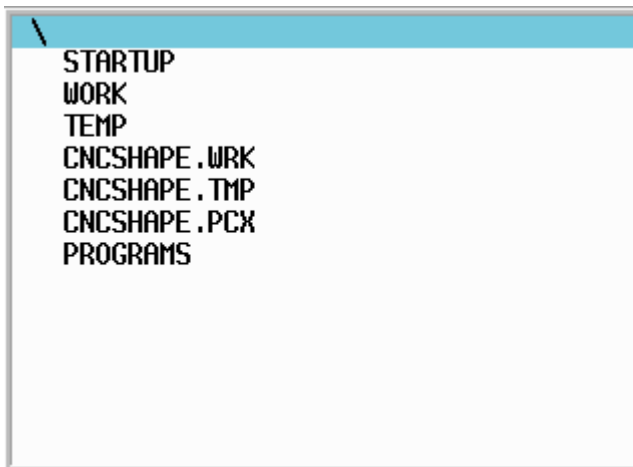 \
STARTUP
WORK
TEMP
CNCSHAPE.WRK
CNCSHAPE.TMP
CNCSHAPE.PCX
PROGRAMS